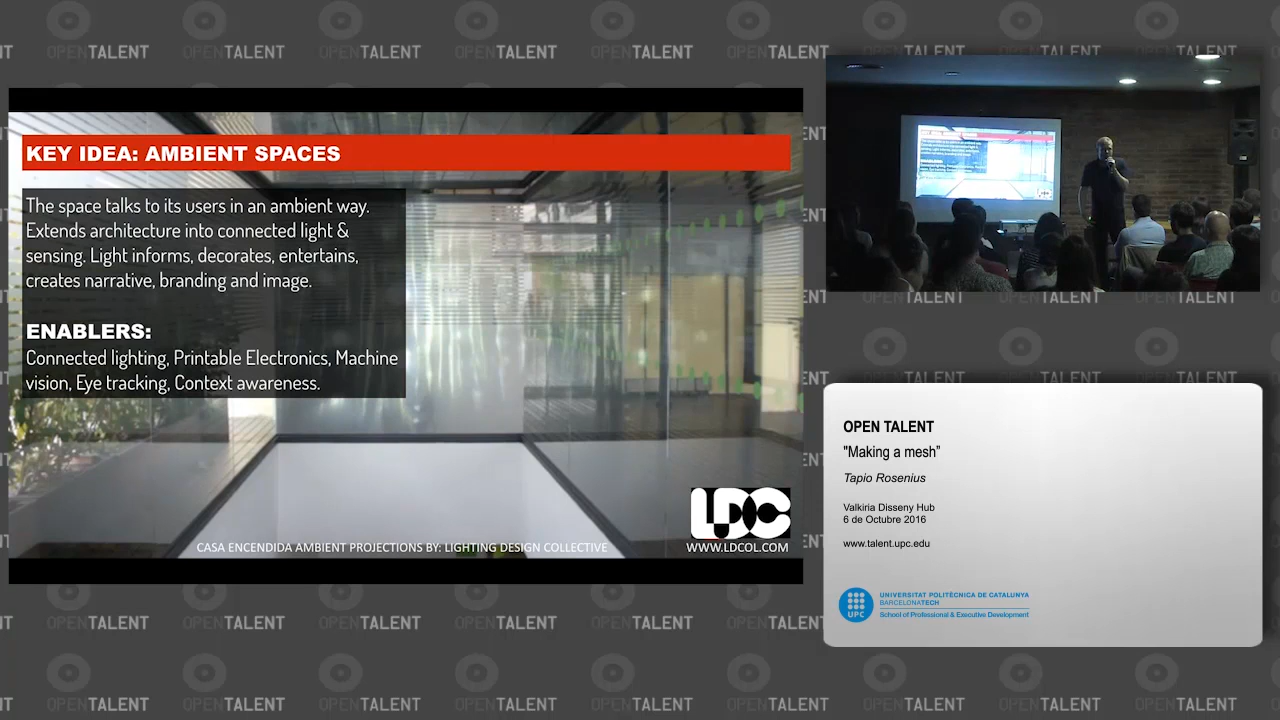 KEY IDEA: AMBIENT SPACES
The space talks to its users in an ambient way.
Extends architecture into connected light &
sensing. Light informs, decorates, entertains,
creates narrative, branding and image.
ENABLERS:
Connected lighting, Printable Electronics, Machine
vision, Eye tracking, Context awareness.
LDC
CASA ENCENDIDA AMBIENT PROJECTIONS BY: LIGHTING DESIGN COLLECTIVE
WWW.LDCOL.COM
OPEN TALENT
"Making a mesh"
Tapio Rosenius
Valkiria Disseny Hub
6 de Octubre 2016
www.talent.upc.edu
UPC
UNIVERSITAT POLITÈCNICA DE CATALUNYA
BARCELONATECH
School of Professional & Executive Development
OPENTALENT